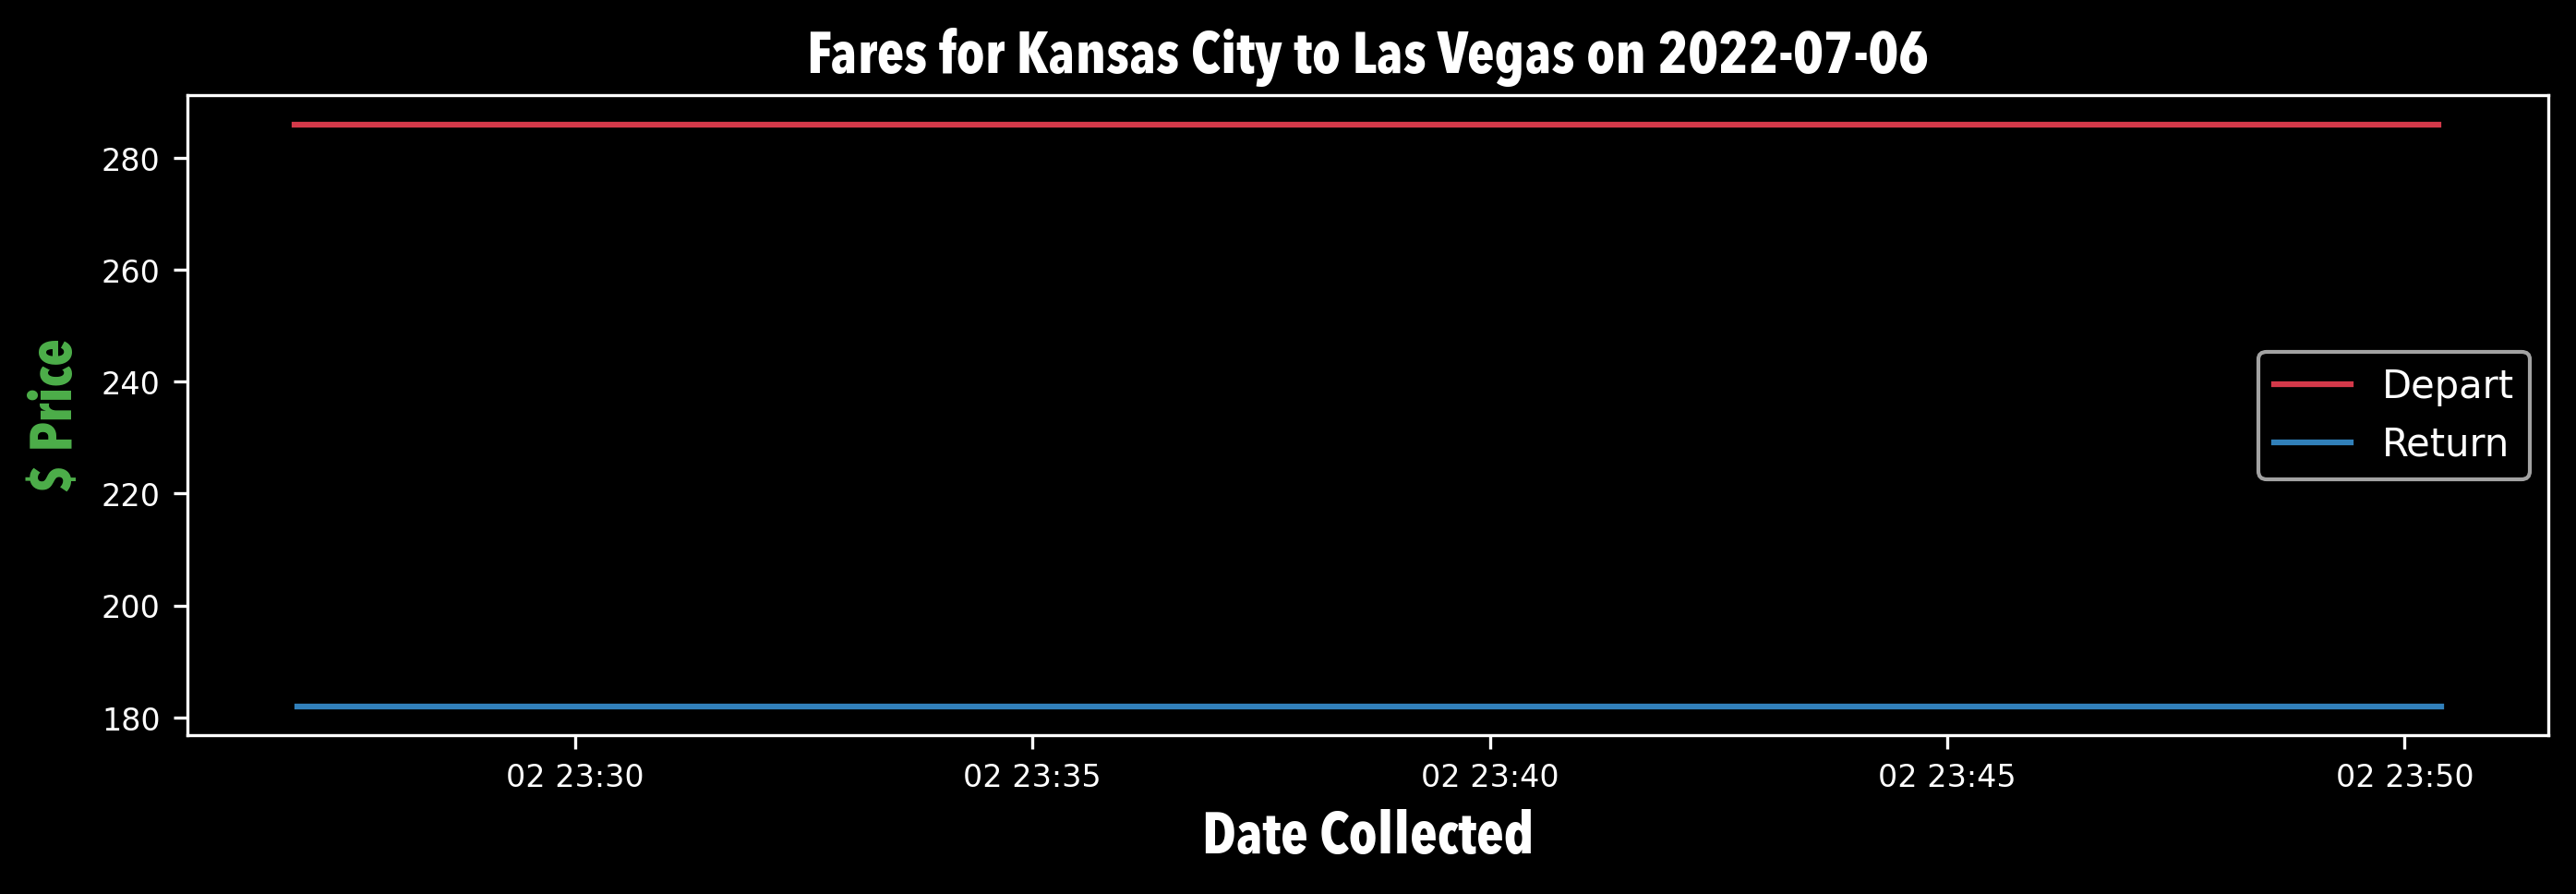 Fares for Kansas City to Las Vegas on 2022-07-06
280
260
240
220
200
180
$ Price
Depart
Return
02 23:30 02 23:35 02 23:40 02 23:45 02 23:50
Date Collected